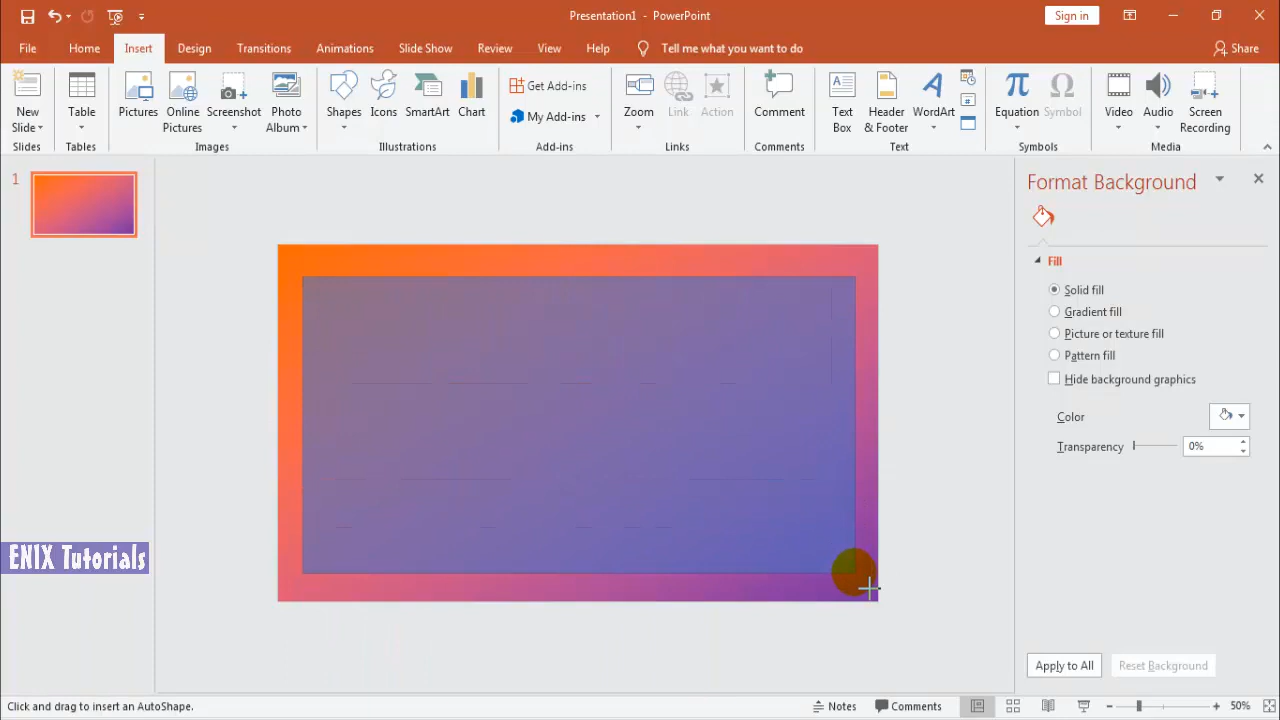 Presentation1 - PowerPoint
Sign in
File Home Insert Design Transitions Animations Slide Show Review View Help Tell me what you want to do Share
New Slide
Table
Pictures
Online Pictures
Screenshot
Photo Album
Shapes
Icons
SmartArt
Chart
Get Add-ins
My Add-ins
Zoom
Link
Action
Comment
Text Box
Header & Footer
WordArt
Equation
Symbol
Video
Audio
Screen Recording
Slides Tables Images Illustrations Add-ins Links Comments Text Symbols Media
1
Format Background
Fill
Solid fill
Gradient fill
Picture or texture fill
Pattern fill
Hide background graphics
Color
Transparency 0%
EN1X Tutorials
Apply to All Reset Background
Click and drag to insert an AutoShape.
Notes Comments 50%